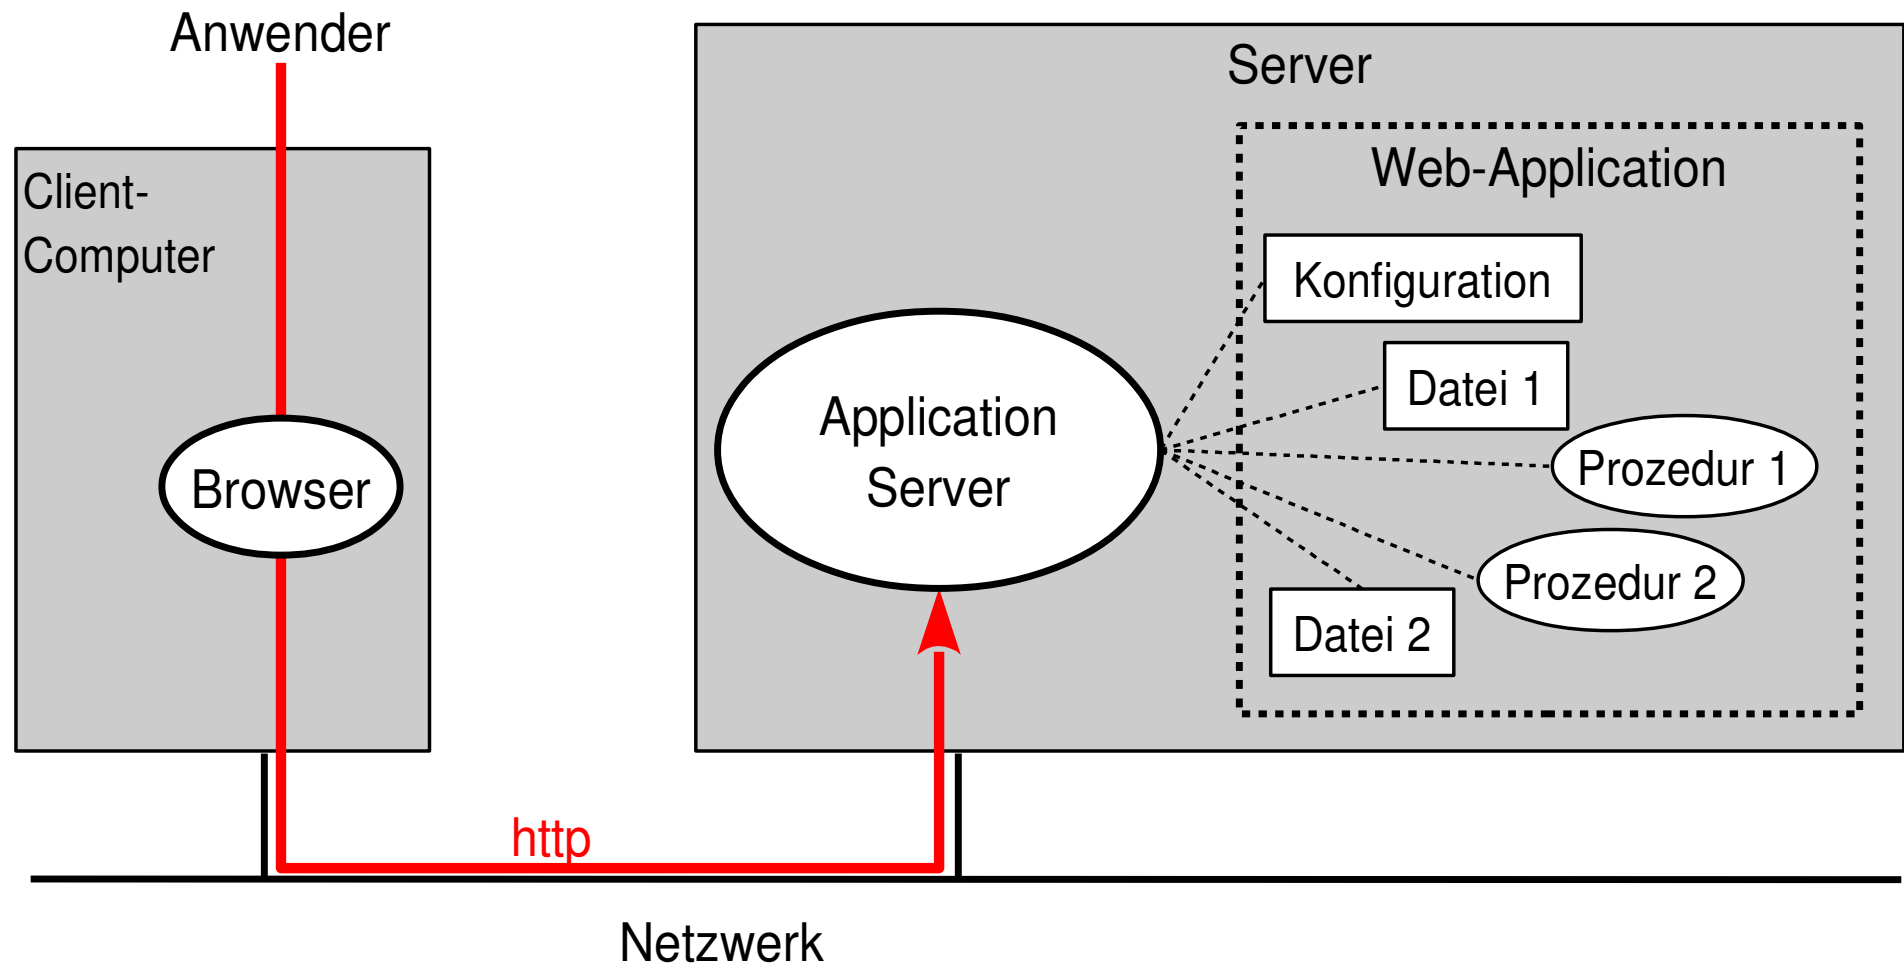 Anwender
Server
Client-
Computer
Web-Application
Konfiguration
Datei 1
Application
Server
Prozedur 1
Browser
Prozedur 2
Datei 2
http
Netzwerk